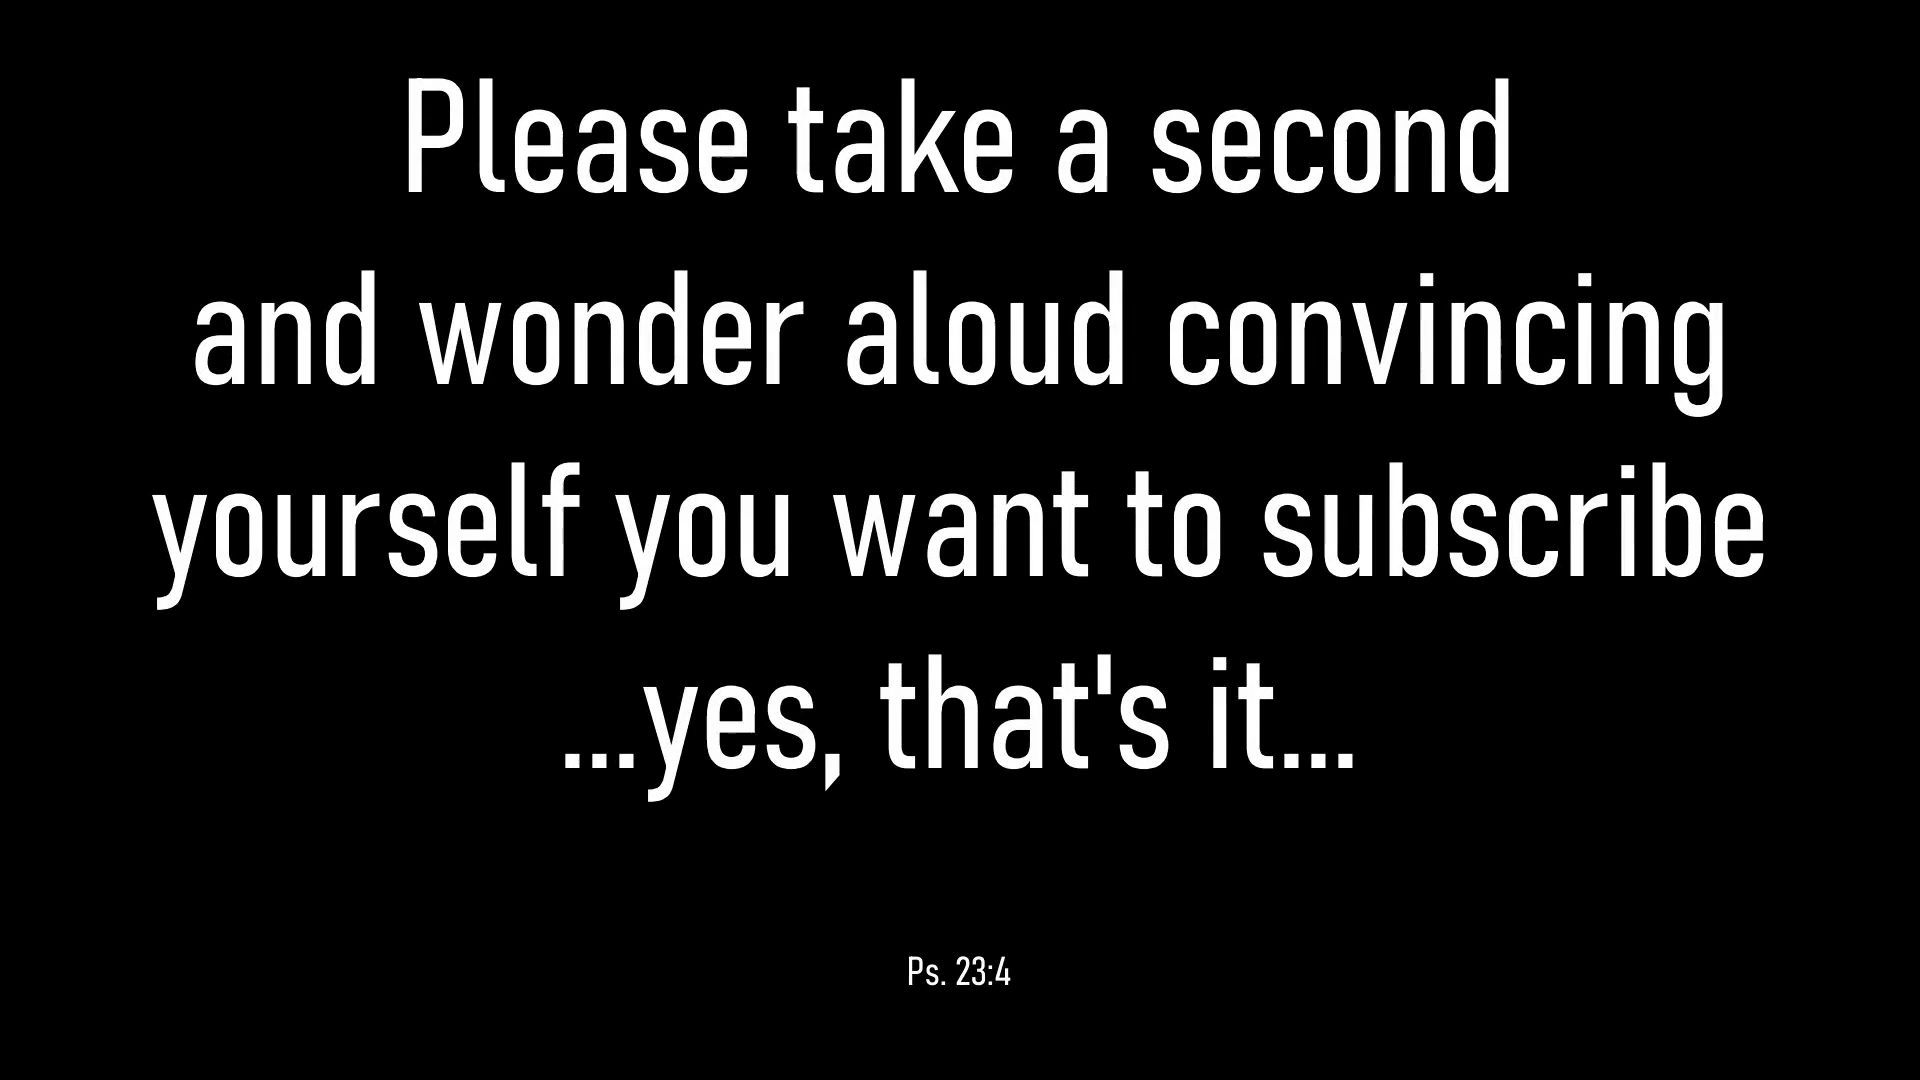 Please take a second
and wonder aloud convincing
yourself you want to subscribe
...yes, that's it...
Ps. 23:4